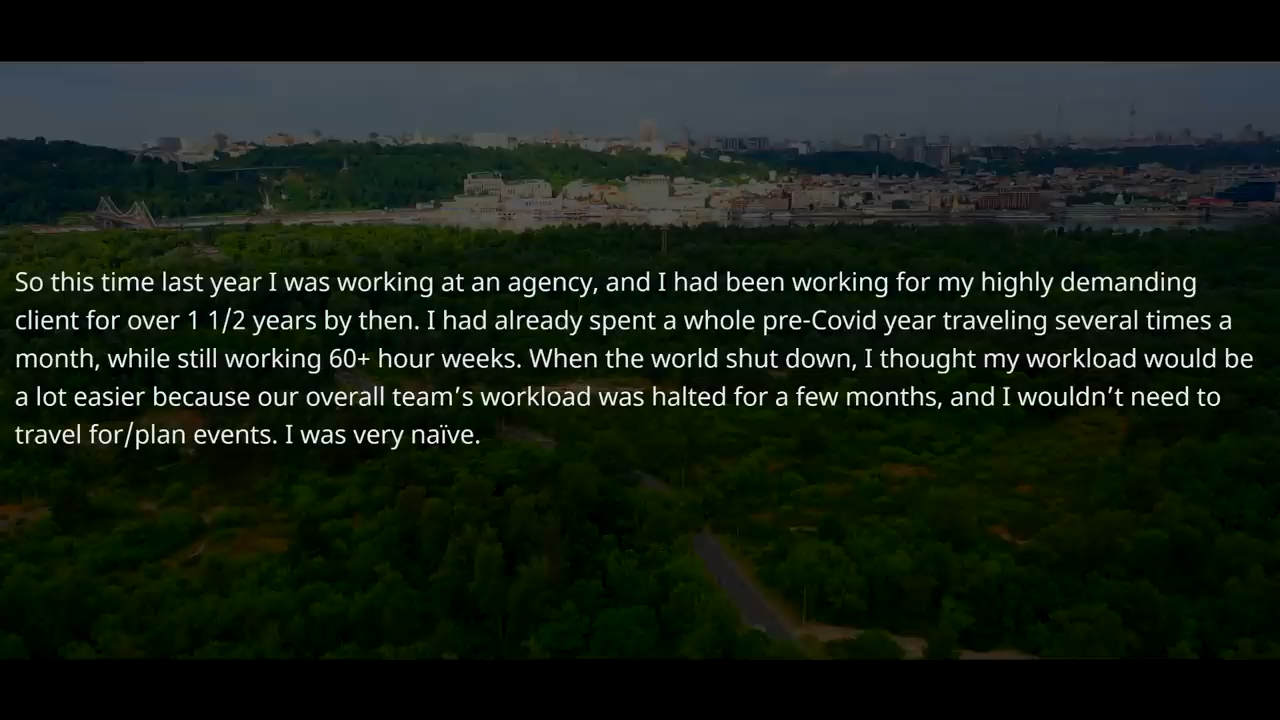 So this time last year I was working at an agency, and I had been working for my highly demanding
client for over 1 1/2 years by then. I had already spent a whole pre-Covid year traveling several times a
month, while still working 60+ hour weeks. When the world shut down, I thought my workload would be
a lot easier because our overall team’s workload was halted for a few months, and I wouldn’t need to
travel for/plan events. I was very naïve.